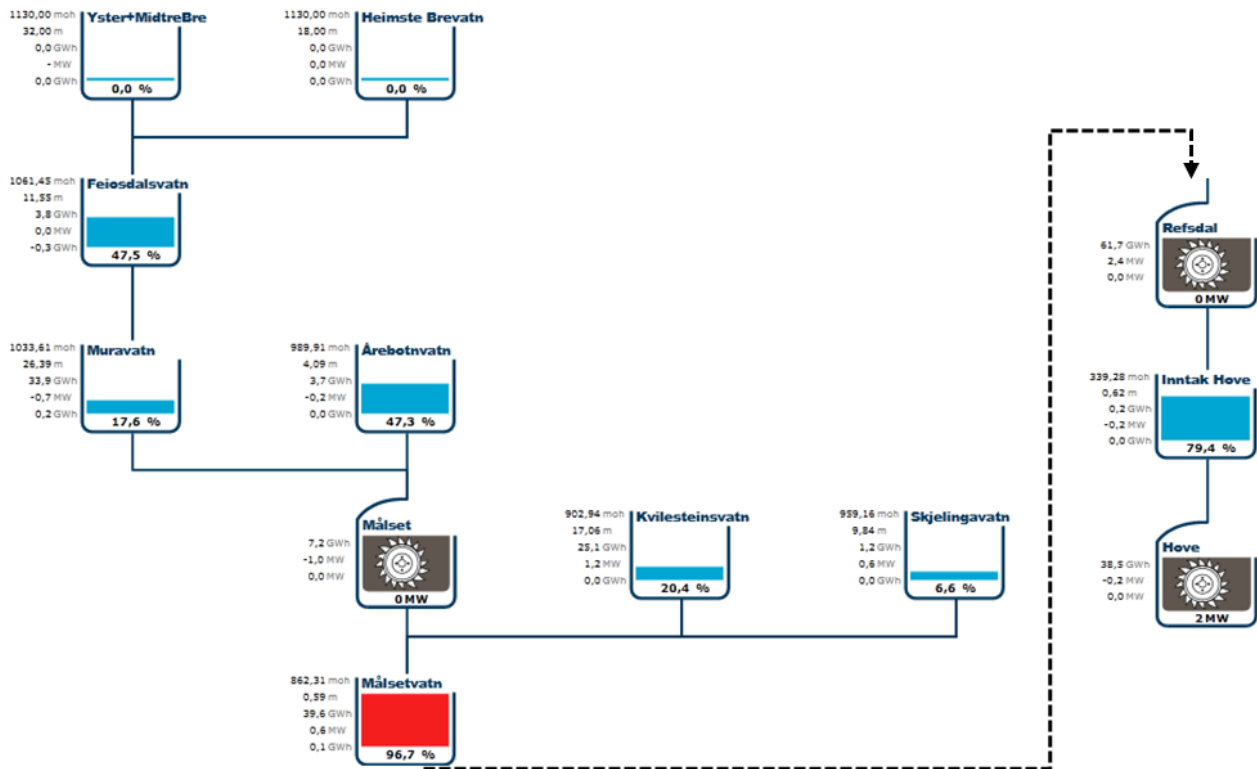 1130,00 moh
Yster+MidtreBre
32,00 m
0,0 GWh
- MW
0,0 GWh
0,0 %
1130,00 moh
Heimste Brevatn
18,00 m
0,0 GWh
0,0 MW
0,0 GWh
0,0 %
1061,45 moh
Feiosdalsvatn
11,55 m
3,8 GWh
0,0 MW
-0,3 GWh
47,5 %
Refsdal
61,7 GWh
2,4 MW
0,0 MW
0 MW
1033,61 moh
Muravatn
26,39 m
33,9 GWh
-0,7 MW
0,2 GWh
17,6 %
989,91 moh
Årebotnvatn
4,09 m
3,7 GWh
-0,2 MW
0,0 GWh
47,3 %
339,28 moh
Inntak Hove
0,62 m
0,2 GWh
-0,2 MW
0,0 GWh
79,4 %
Målset
7,2 GWh
-1,0 MW
0,0 MW
0 MW
902,94 moh
Kvilesteinsvatn
17,06 m
25,1 GWh
1,2 MW
0,0 GWh
20,4 %
959,16 moh
Skjelingavatn
9,84 m
1,2 GWh
0,6 MW
0,0 GWh
6,6 %
Hove
38,5 GWh
-0,2 MW
0,0 MW
2 MW
862,31 moh
Målsetvatn
0,59 m
39,6 GWh
0,6 MW
0,1 GWh
96,7 %